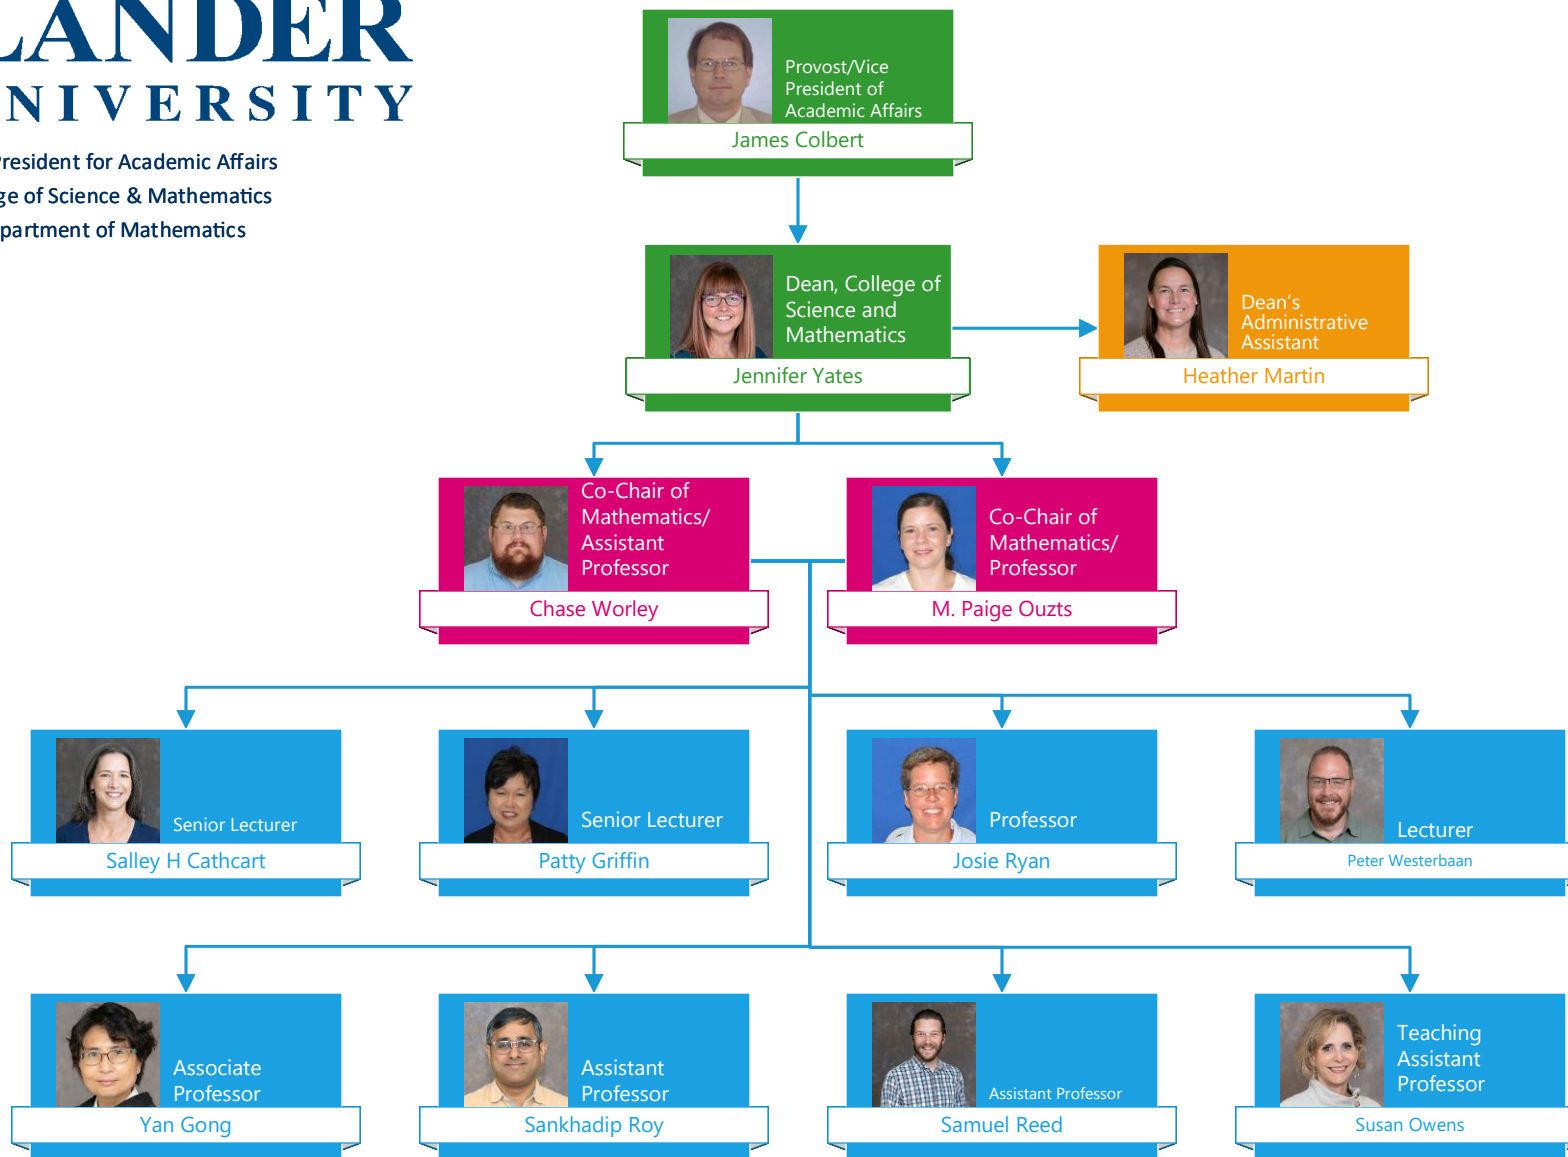 LANDER
NIVERSITY
resident for Academic Affairs
ge of Science & Mathematics
partment of Mathematics
Provost/Vice
President of
Academic Affairs
James Colbert
Dean, College of
Science and
Mathematics
Jennifer Yates
Dean's
Administrative
Assistant
Heather Martin
Co-Chair of
Mathematics/
Assistant
Professor
Chase Worley
Co-Chair of
Mathematics/
Professor
M. Paige Ouzts
Senior Lecturer
Salley H Cathcart
Senior Lecturer
Patty Griffin
Professor
Josie Ryan
Lecturer
Peter Westerbaan
Associate
Professor
Yan Gong
Assistant
Professor
Sankhadip Roy
Assistant Professor
Samuel Reed
Teaching
Assistant
Professor
Susan Owens